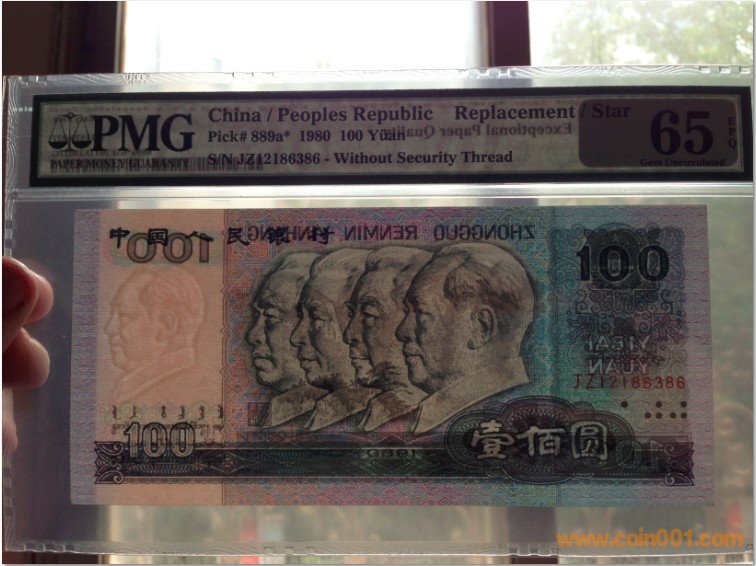 PMG
PAPER MONEY GUARANTY
China / Peoples Republic Replacement / Star
Pick# 889a* 1980 100 Yuan
S/N JZ12186386 - Without Security Thread
65
EPQ
Gem Uncirculated
Exceptional Paper Quality
中国人民银行
ZHONGGUO RENMIN YINHANG
100
100
YIBAI
YUAN
JZ12186386
100
壹佰圆
www.coin001.com